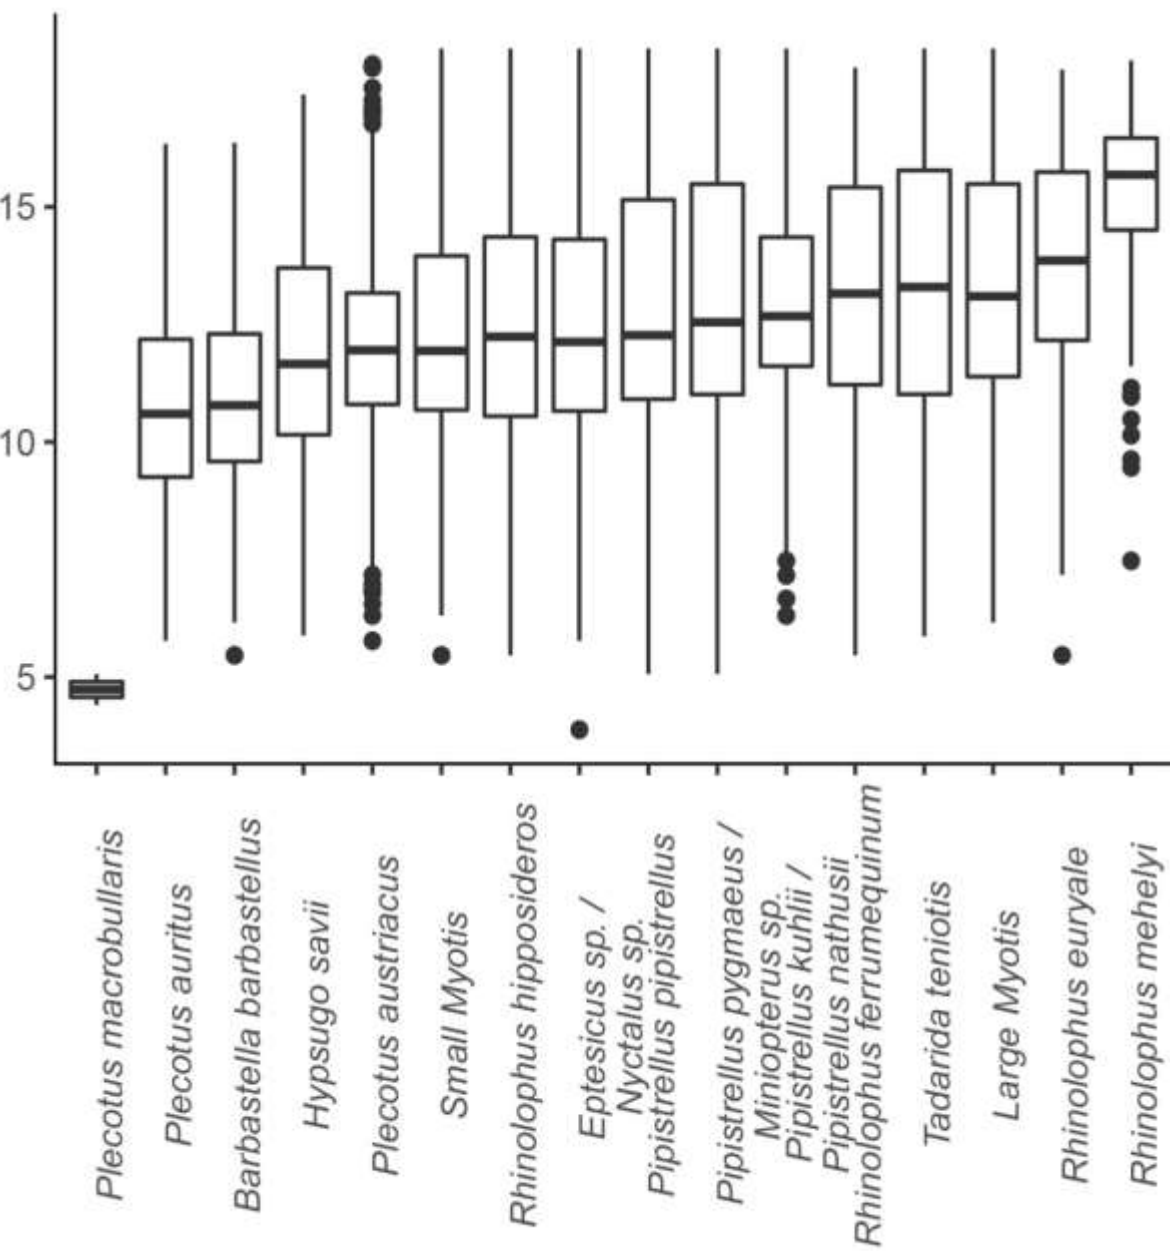 15
10
5
Plecotus macrobullaris
Plecotus auritus
Barbastella barbastellus
Hypsugo savii
Plecotus austriacus
Small Myotis
Rhinolophus hipposideros
Eptesicus sp. /
Nyctalus sp.
Pipistrellus pipistrellus
Pipistrellus pygmaeus /
Miniopterus sp.
Pipistrellus kuhlii /
Pipistrellus nathusii
Rhinolophus ferrumequinum
Tadarida teniotis
Large Myotis
Rhinolophus euryale
Rhinolophus mehelyi